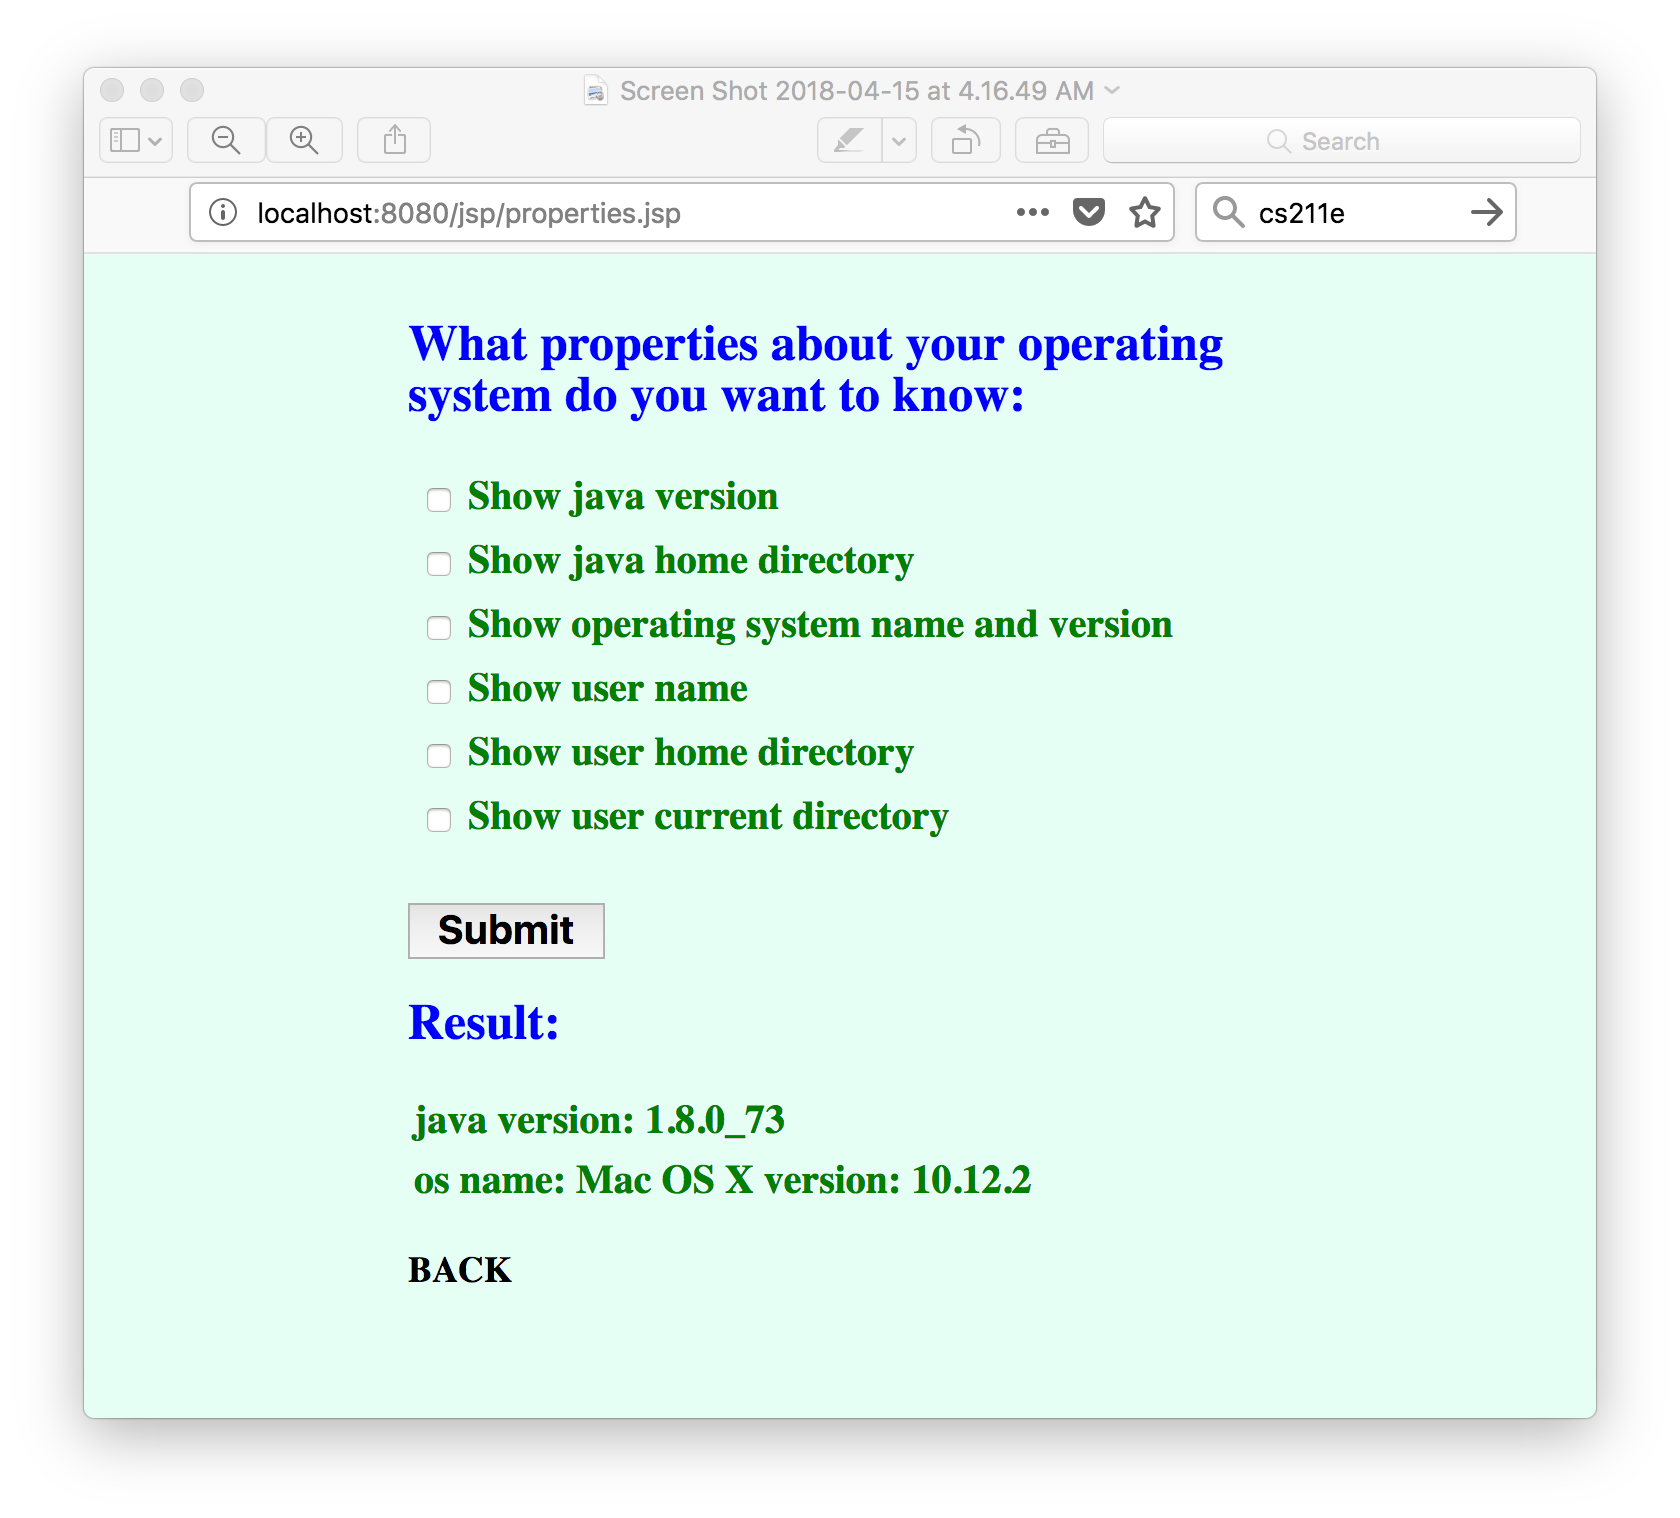 Screen Shot 2018-04-15 at 4.16.49 AM
Search
localhost:8080/jsp/properties.jsp
cs211e
What properties about your operating
system do you want to know:
Show java version
Show java home directory
Show operating system name and version
Show user name
Show user home directory
Show user current directory
Submit
Result:
java version: 1.8.0_73
os name: Mac OS X version: 10.12.2
BACK